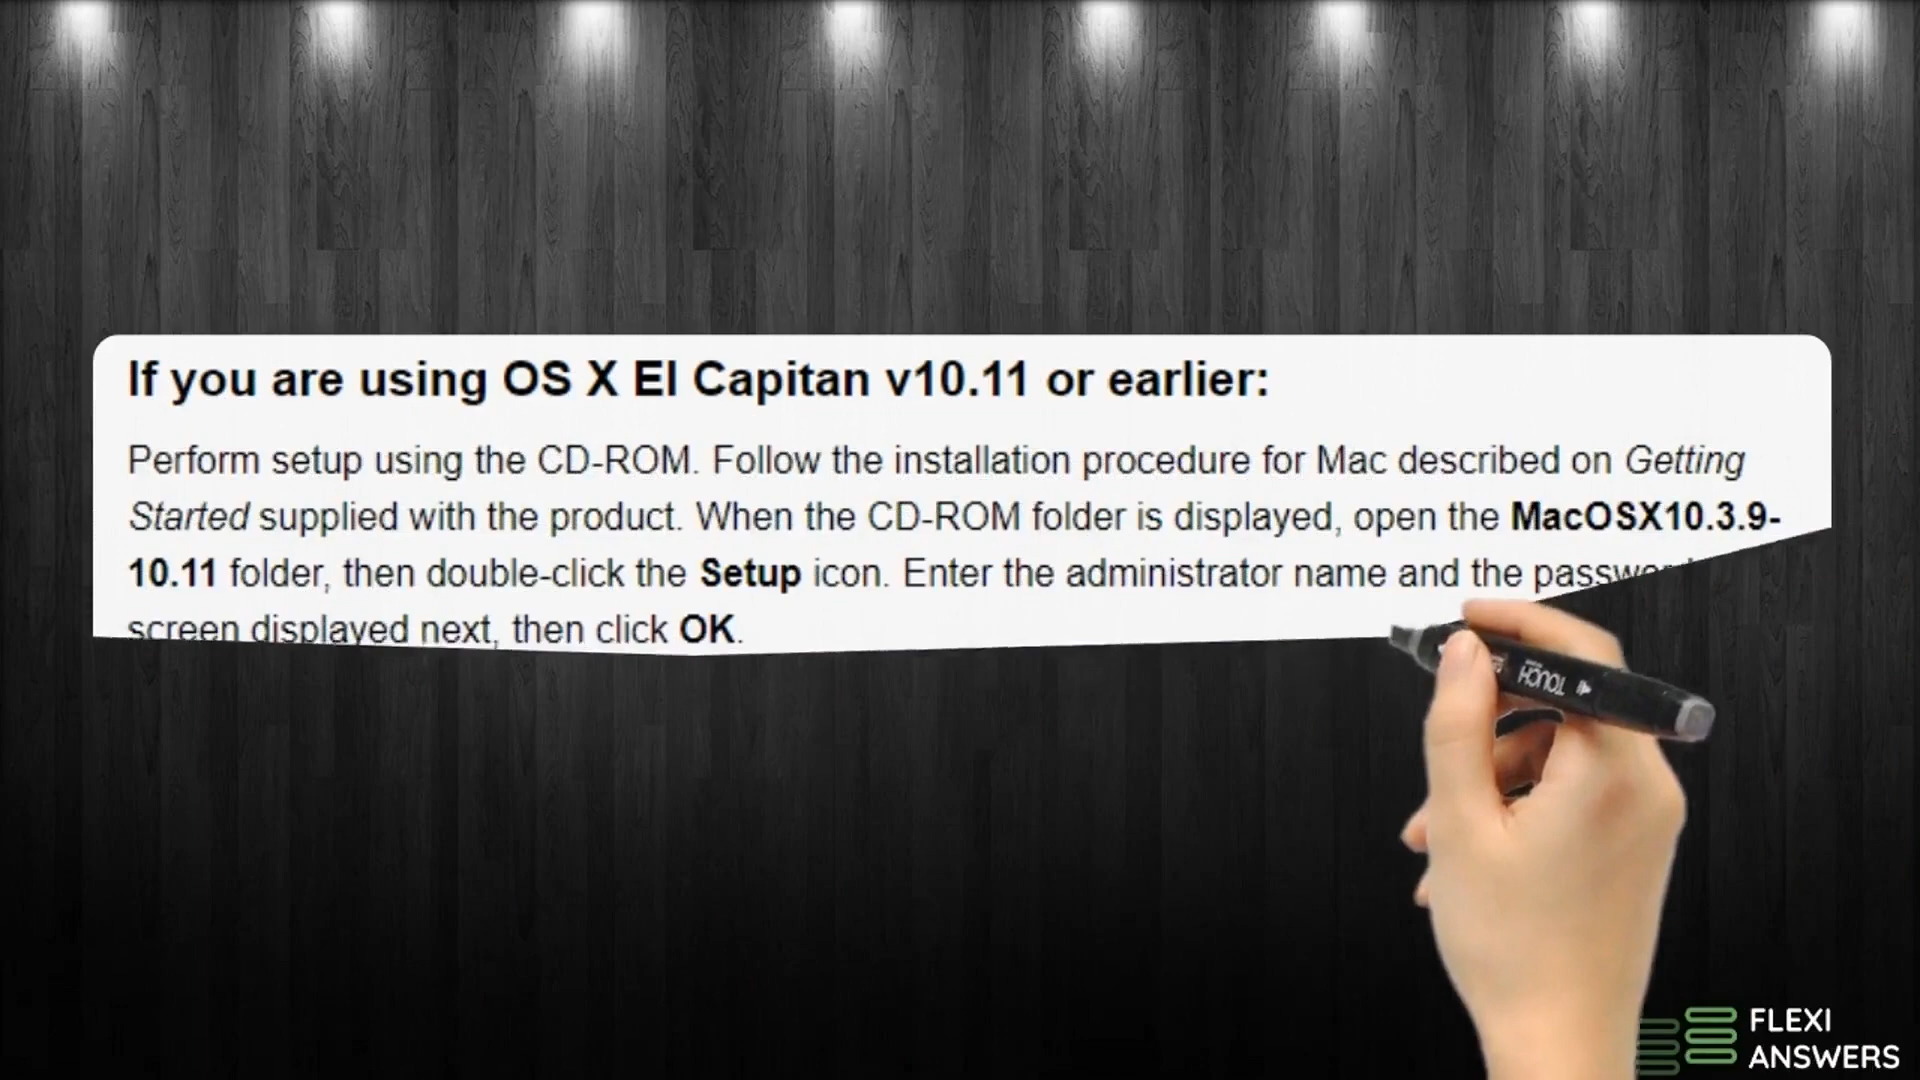 If you are using OS X El Capitan v10.11 or earlier:
Perform setup using the CD-ROM. Follow the installation procedure for Mac described on Getting
Started supplied with the product. When the CD-ROM folder is displayed, open the MacOSX10.3.9-
10.11 folder, then double-click the Setup icon. Enter the administrator name and the
screen displayed next, then click OK.
TOUCH
FLEXI
ANSWERS